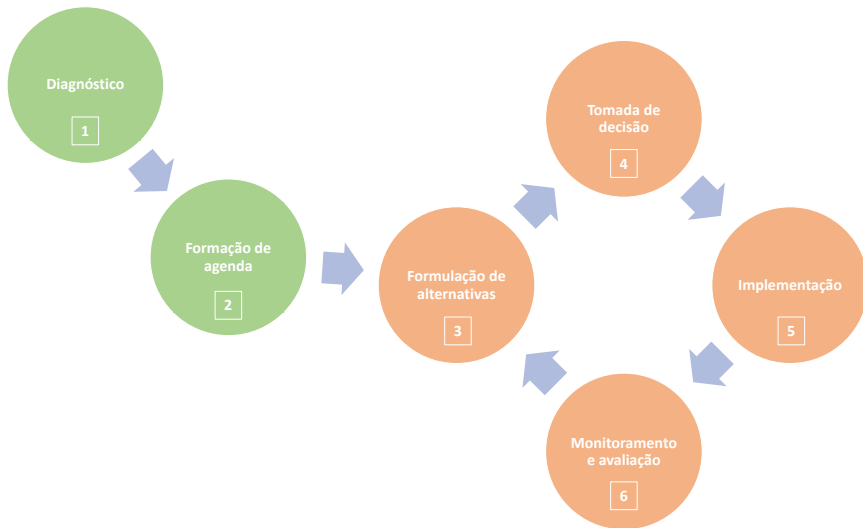 Diagnóstico
1
Formação de
agenda
2
Formulação de
alternativas
3
Tomada de
decisão
4
Implementação
5
Monitoramento
e avaliação
6